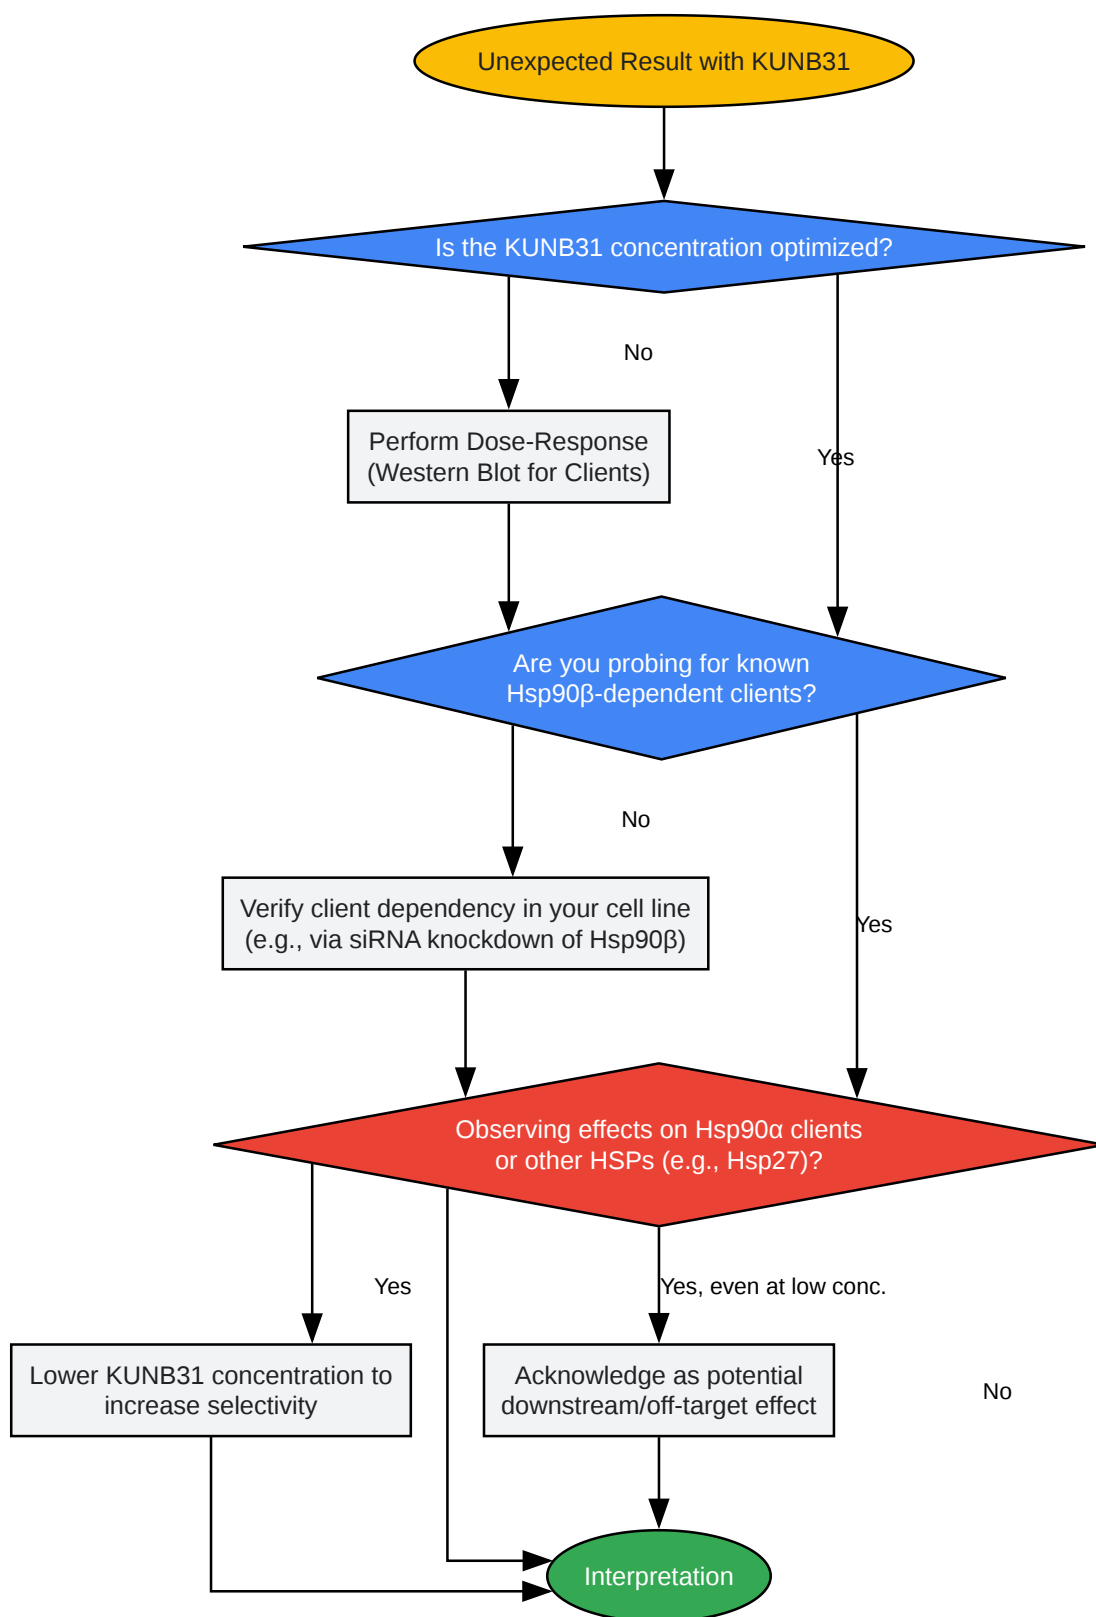 Unexpected Result with KUNB31
Is the KUNB31 concentration optimized?
No
Perform Dose-Response
(Western Blot for Clients)
Yes
Are you probing for known
Hsp90β-dependent clients?
No
Verify client dependency in your cell line
(e.g., via siRNA knockdown of Hsp90β)
Yes
Observing effects on Hsp90α clients
or other HSPs (e.g., Hsp27)?
Yes
Yes, even at low conc.
Lower KUNB31 concentration to
increase selectivity
Acknowledge as potential
downstream/off-target effect
No
Interpretation